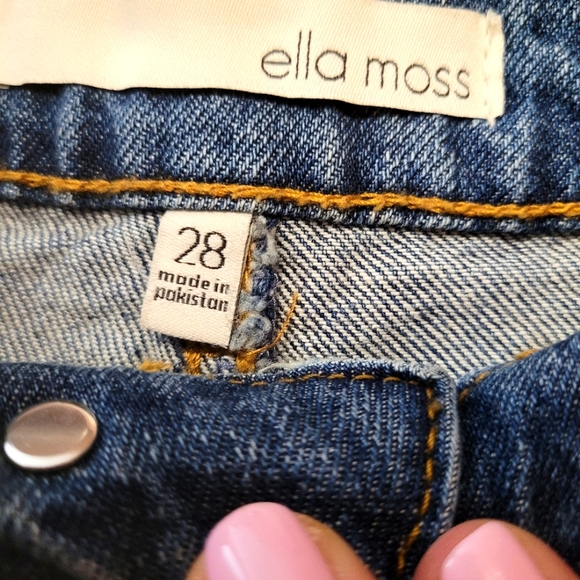 ella moss
28
made in
pakistan